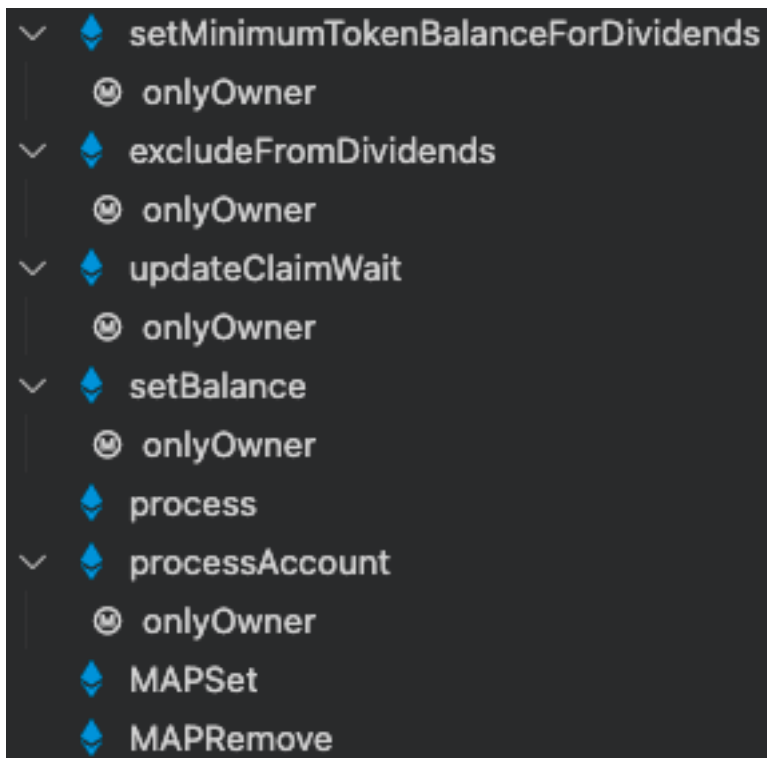 setMinimumTokenBalanceForDividends
onlyOwner
excludeFromDividends
onlyOwner
updateClaimWait
onlyOwner
setBalance
onlyOwner
process
processAccount
onlyOwner
MAPSet
MAPRemove